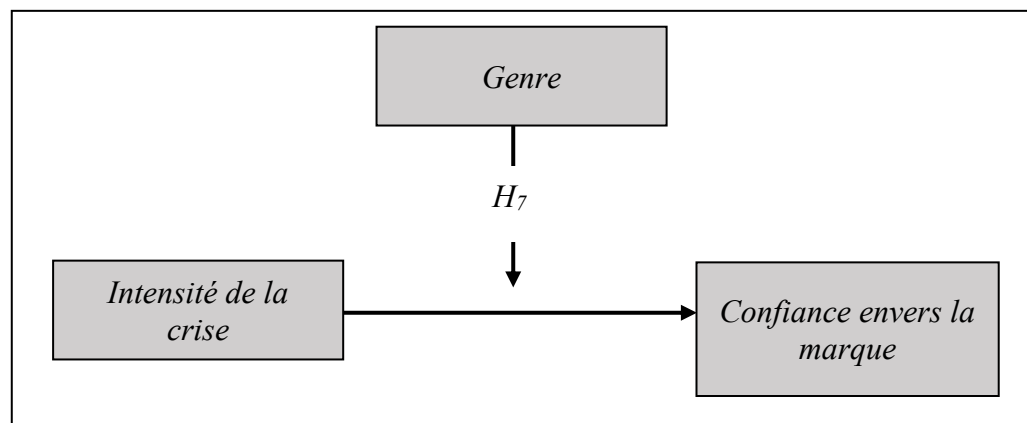 Genre
H7
Intensité de la
crise
Confiance envers la
marque